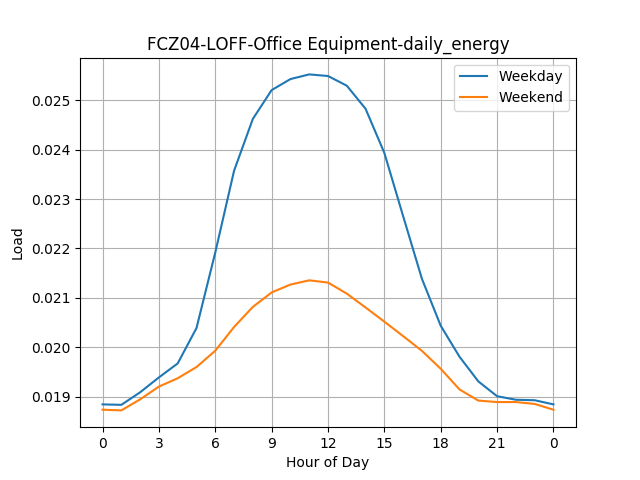 FCZ04-LOFF-Office Equipment-daily_energy
Weekday
Weekend
0.025
0.024
0.023
0.022
0.021
0.020
0.019
Load
0 3 6 9 12 15 18 21 0
Hour of Day